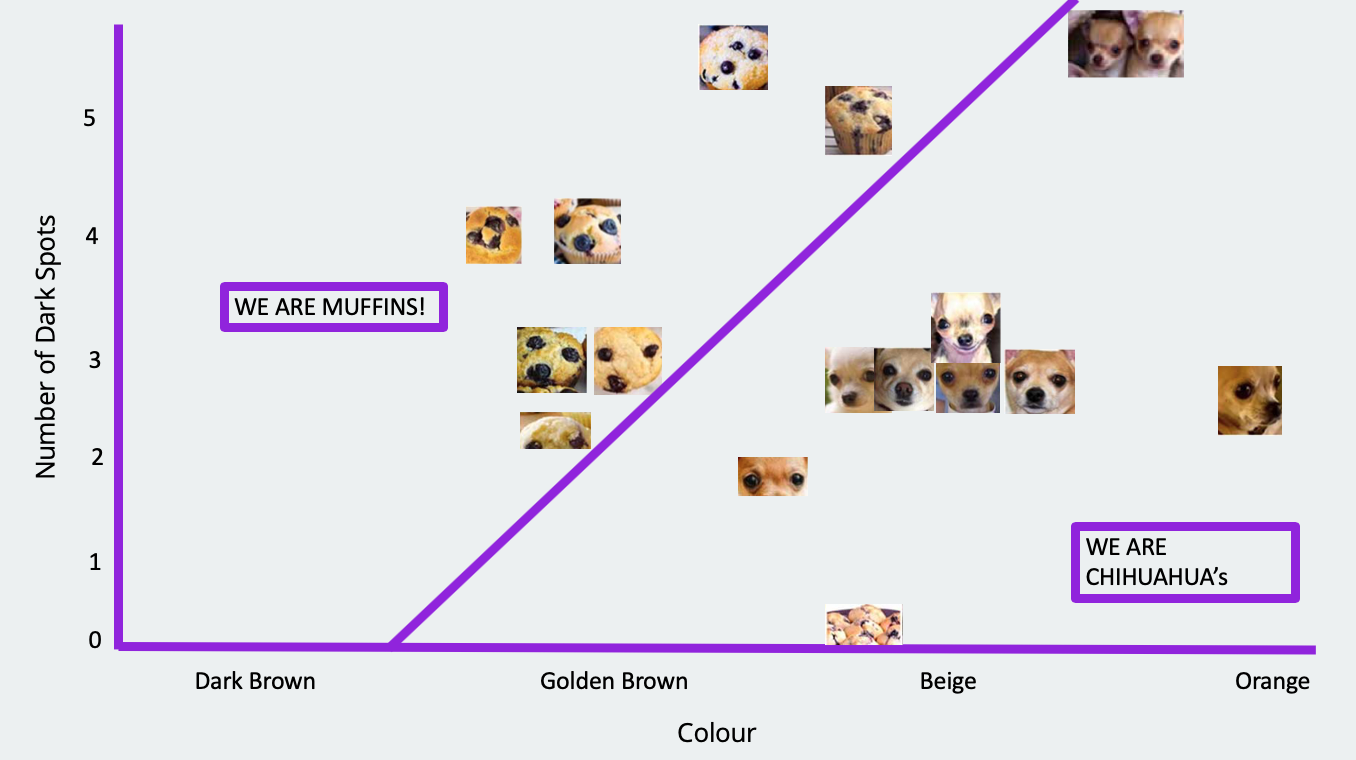 5
4
3
2
1
0
Number of Dark Spots
WE ARE MUFFINS!
WE ARE
CHIHUAHUA’s
Dark Brown
Golden Brown
Beige
Orange
Colour